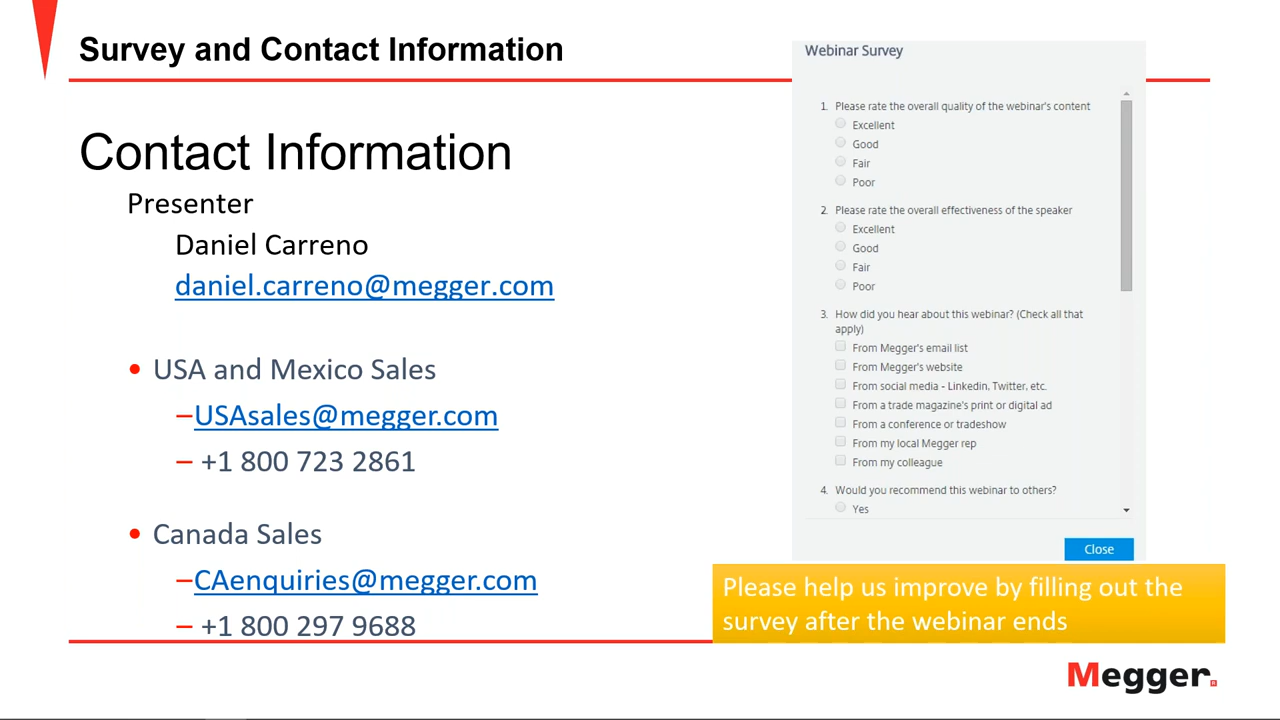 Survey and Contact Information
Contact Information
Presenter
Daniel Carreno
daniel.carreno@megger.com
• USA and Mexico Sales
–USAsales@megger.com
– +1 800 723 2861
• Canada Sales
–CAenquiries@megger.com
– +1 800 297 9688
Webinar Survey
1. Please rate the overall quality of the webinar's content
Excellent
Good
Fair
Poor
2. Please rate the overall effectiveness of the speaker
Excellent
Good
Fair
Poor
3. How did you hear about this webinar? (Check all that
apply)
From Megger's email list
From Megger's website
From social media - Linkedin, Twitter, etc.
From a trade magazine's print or digital ad
From a conference or tradeshow
From my local Megger rep
From my colleague
4. Would you recommend this webinar to others?
Yes
Close
Please help us improve by filling out the
survey after the webinar ends
Megger